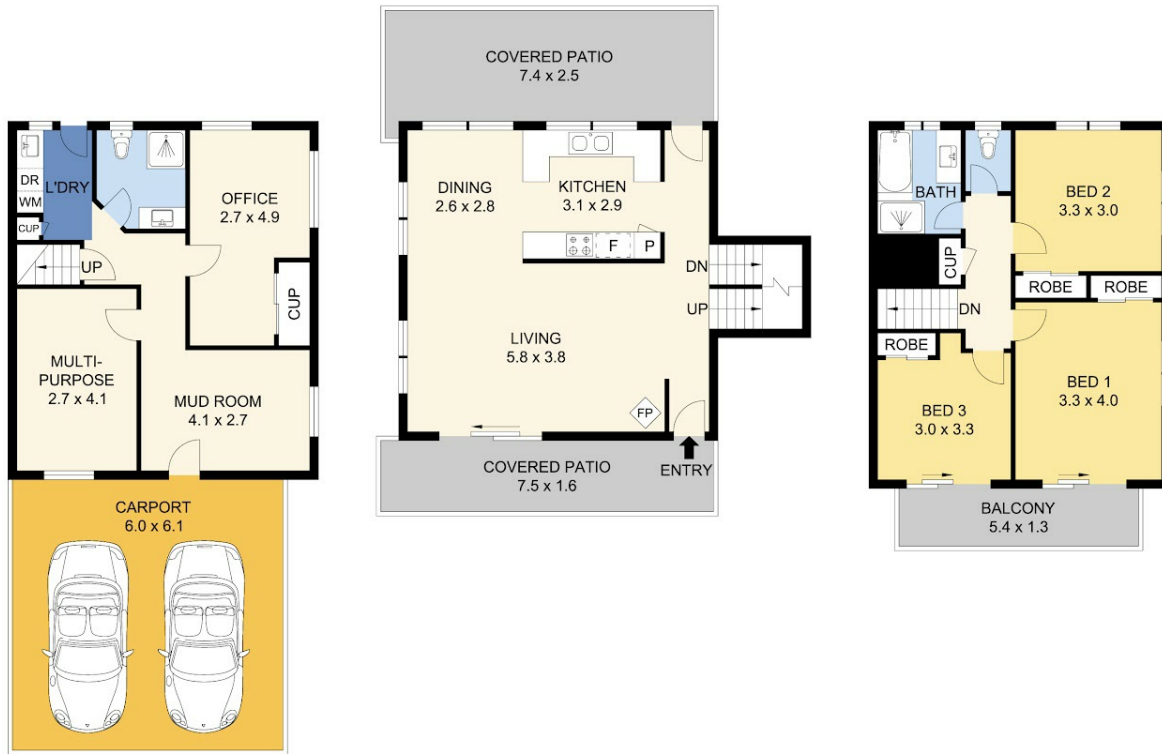 L'DRY
DR
WM
CUP
UP
OFFICE
2.7 x 4.9
CUP
MULTI-
PURPOSE
2.7 x 4.1
MUD ROOM
4.1 x 2.7
CARPORT
6.0 x 6.1
COVERED PATIO
7.4 x 2.5
DINING
2.6 x 2.8
KITCHEN
3.1 x 2.9
F
P
DN
UP
LIVING
5.8 x 3.8
FP
COVERED PATIO
7.5 x 1.6
ENTRY
BATH
BED 2
3.3 x 3.0
CUP
ROBE
ROBE
DN
ROBE
BED 1
3.3 x 4.0
BED 3
3.0 x 3.3
BALCONY
5.4 x 1.3